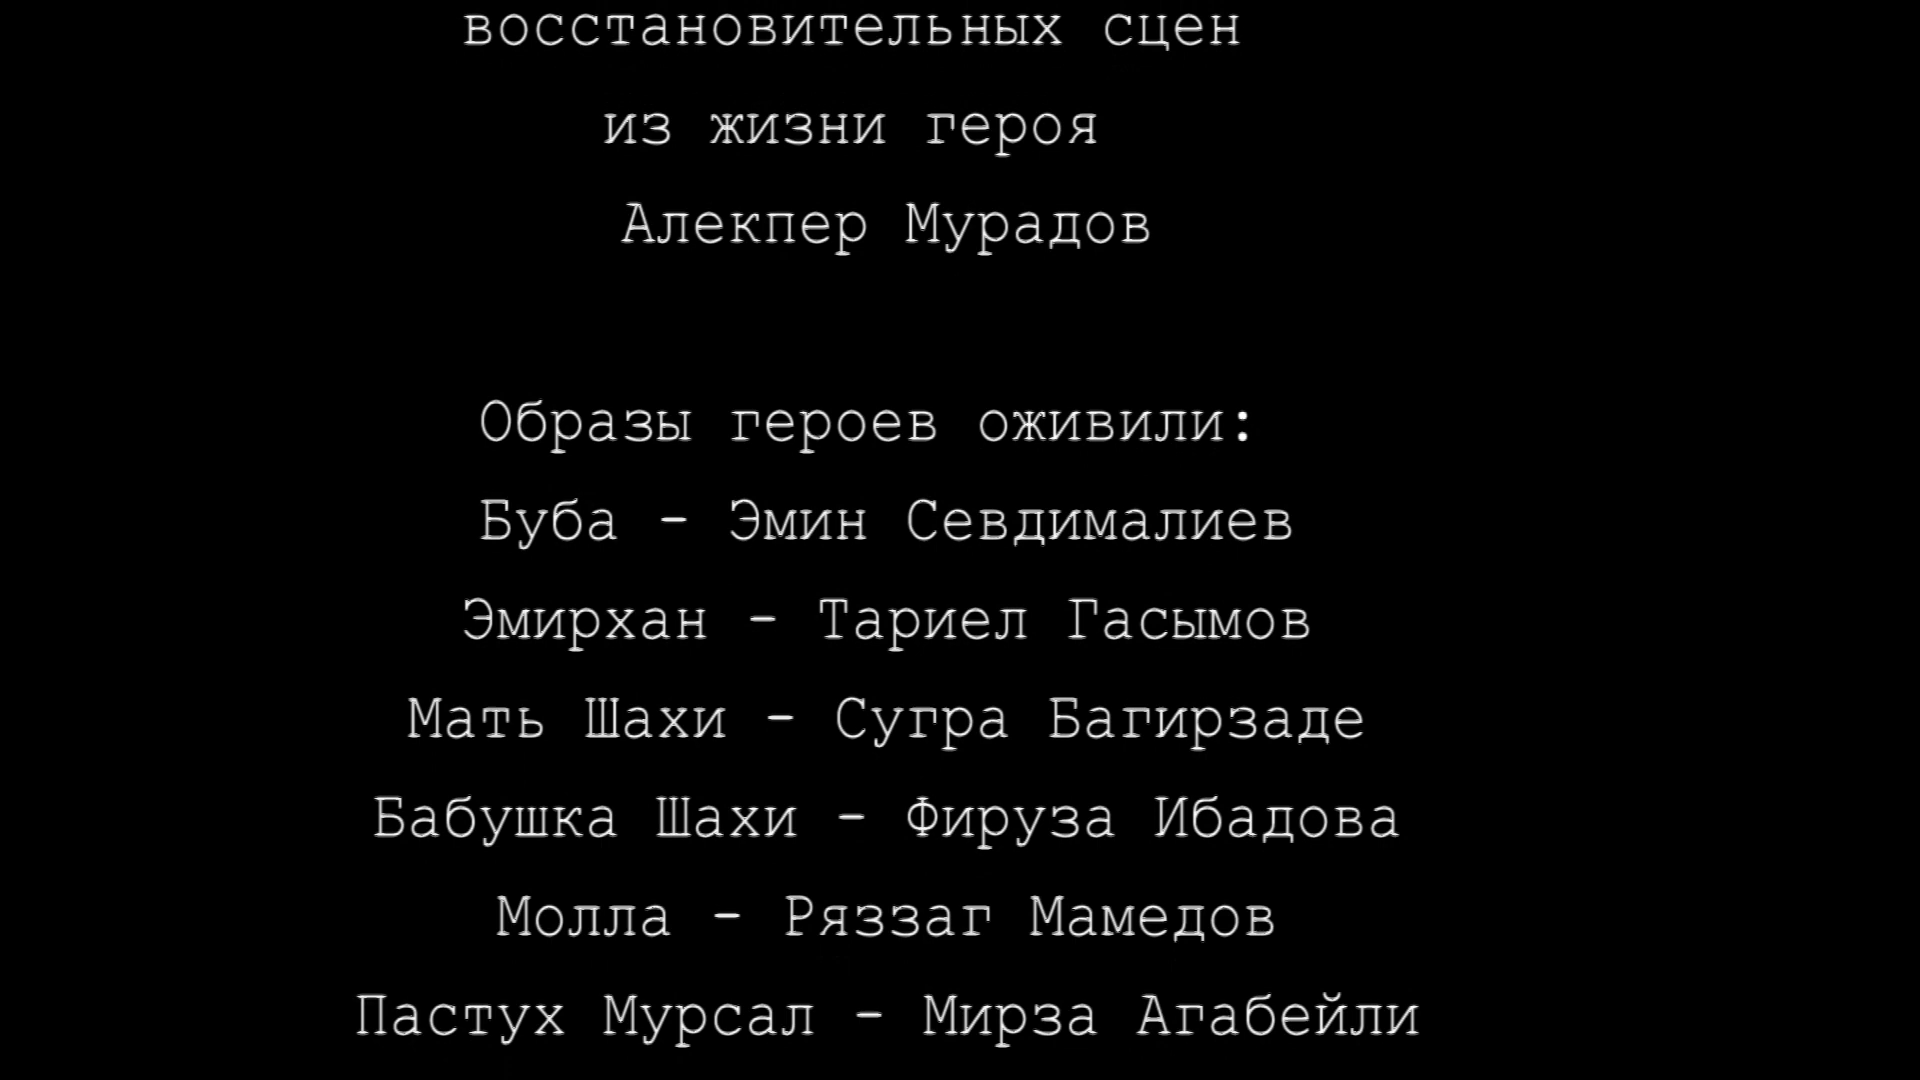 восстановительных сцен
из жизни героя
Алекпер Мурадов
Образы героев оживили:
Буба - Эмин Севдималиев
Эмирхан - Тариел Гасымов
Мать Шахи - Сугра Багирзаде
Бабушка Шахи - Фируза Ибадова
Молла - Ряззаг Мамедов
Пастух Мурсал - Мирза Агабейли